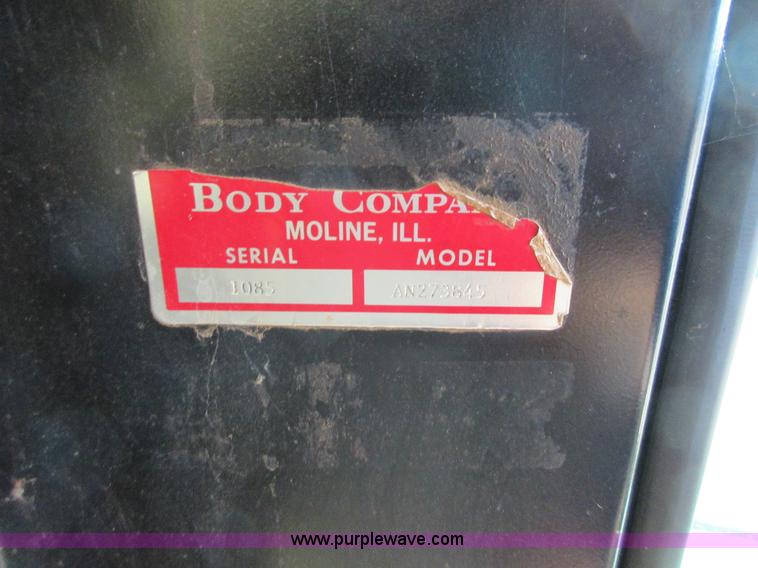 BODY COMPA
MOLINE, ILL.
SERIAL MODEL
1085 AN273645
www.purplewave.com